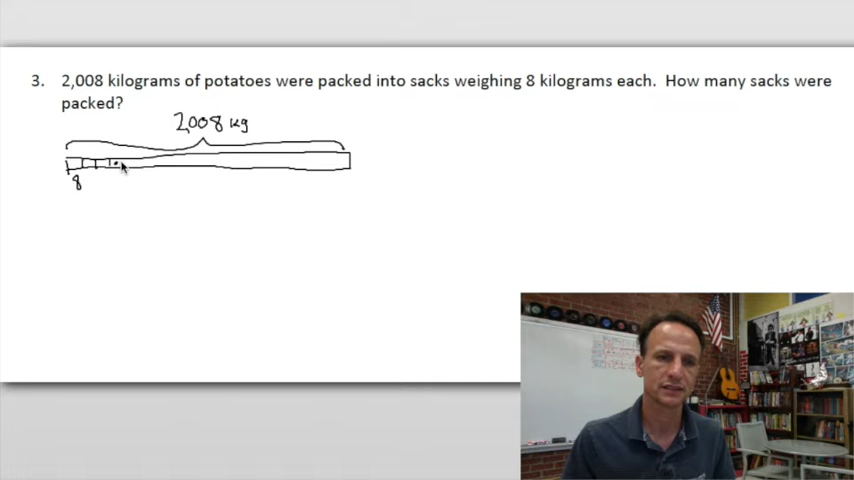 3. 2,008 kilograms of potatoes were packed into sacks weighing 8 kilograms each. How many sacks were
packed?
2,008 kg
8